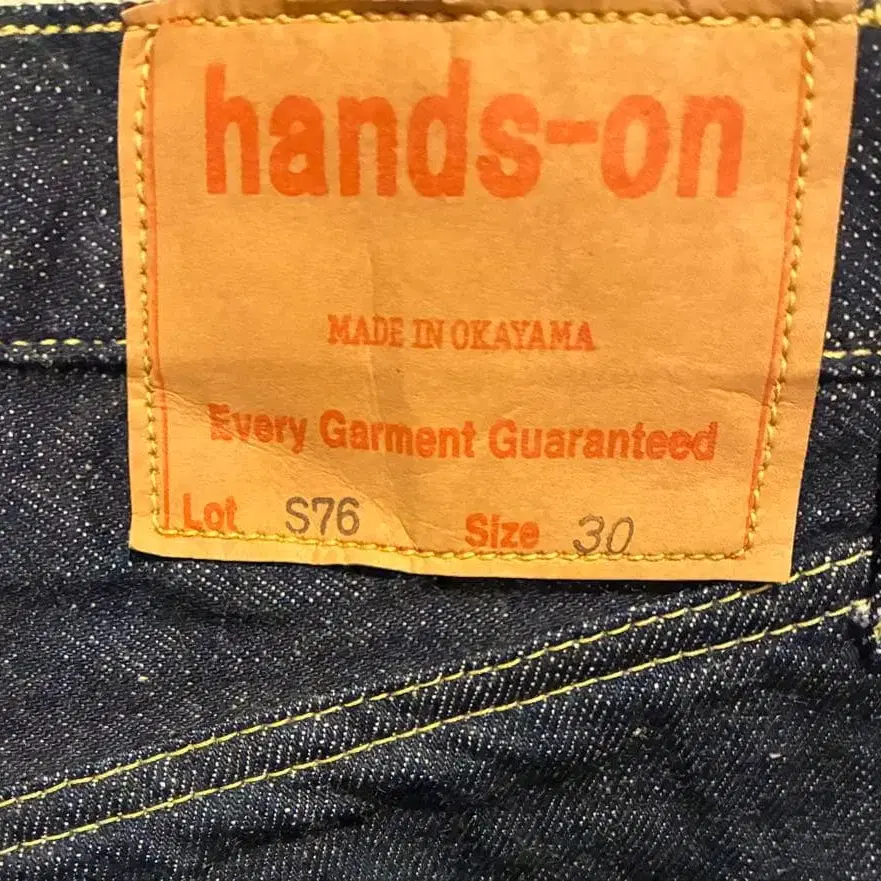 hands-on
MADE IN OKAYAMA
Every Garment Guaranteed
Lot S76 Size 30